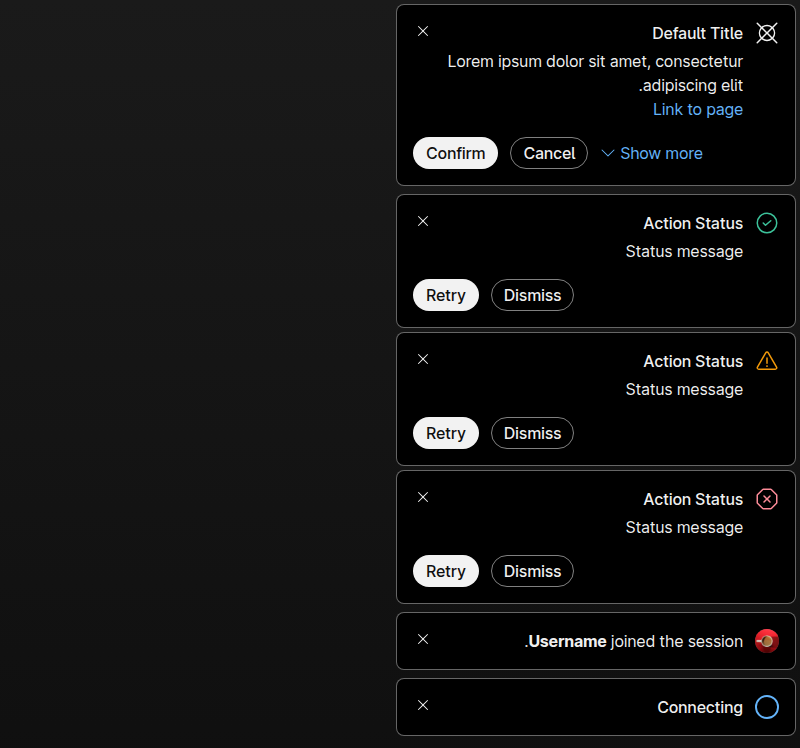 Default Title
Lorem ipsum dolor sit amet, consectetur
.adipiscing elit
Link to page
Confirm Cancel Show more
Action Status
Status message
Retry Dismiss
Action Status
Status message
Retry Dismiss
Action Status
Status message
Retry Dismiss
.Username joined the session
Connecting